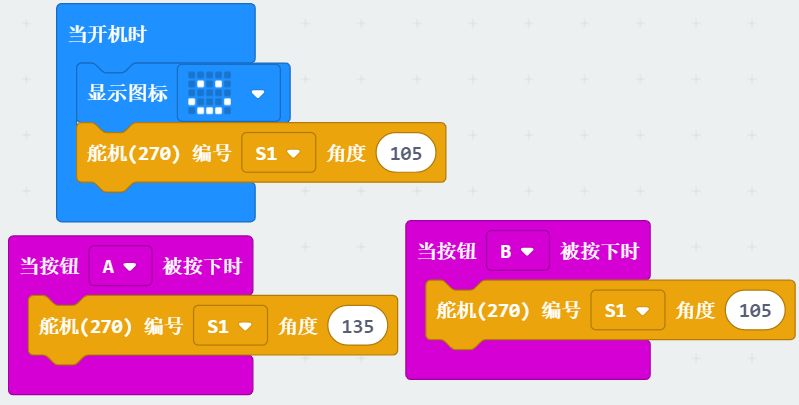 当开机时
显示图标
舵机(270) 编号 S1 角度 105
当按钮 A 被按下时
舵机(270) 编号 S1 角度 135
当按钮 B 被按下时
舵机(270) 编号 S1 角度 105